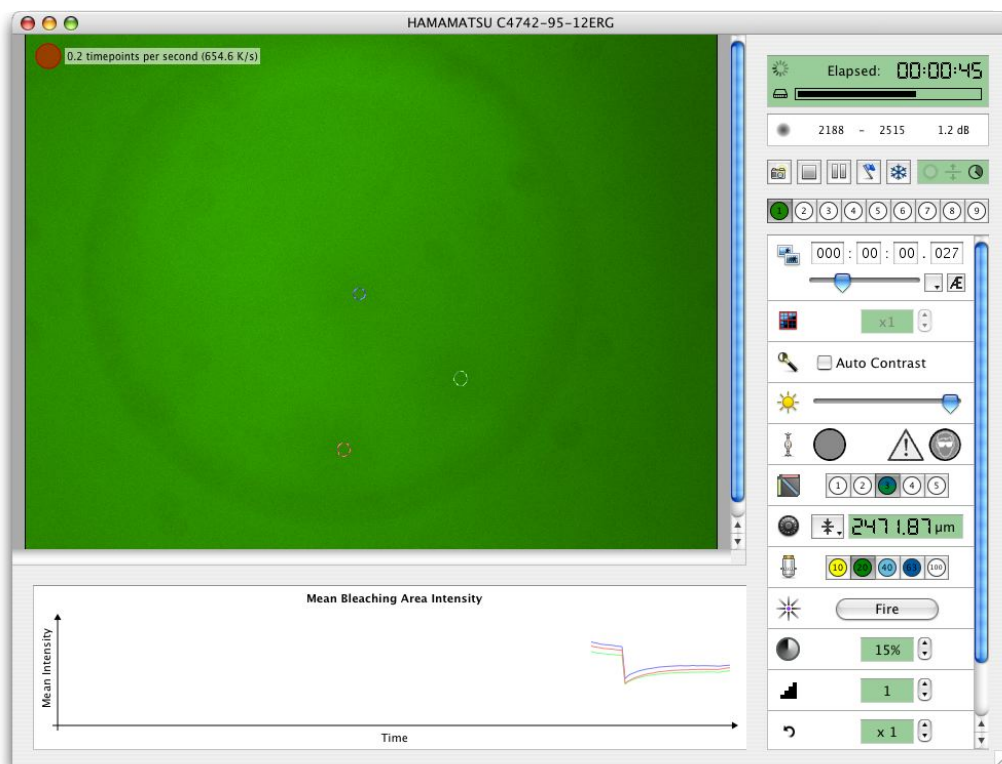 HAMAMATSU C4742-95-12ERG
0.2 timepoints per second (654.6 K/s)
Elapsed: 00:00:45
2188 - 2515 1.2 dB
1 2 3 4 5 6 7 8 9
000 : 00 : 00 . 027
Æ
x1
Auto Contrast
1 2 3 4 5
2471.87 µm
10 20 40 63 100
Fire
15%
1
x 1
Mean Bleaching Area Intensity
Mean Intensity
Time